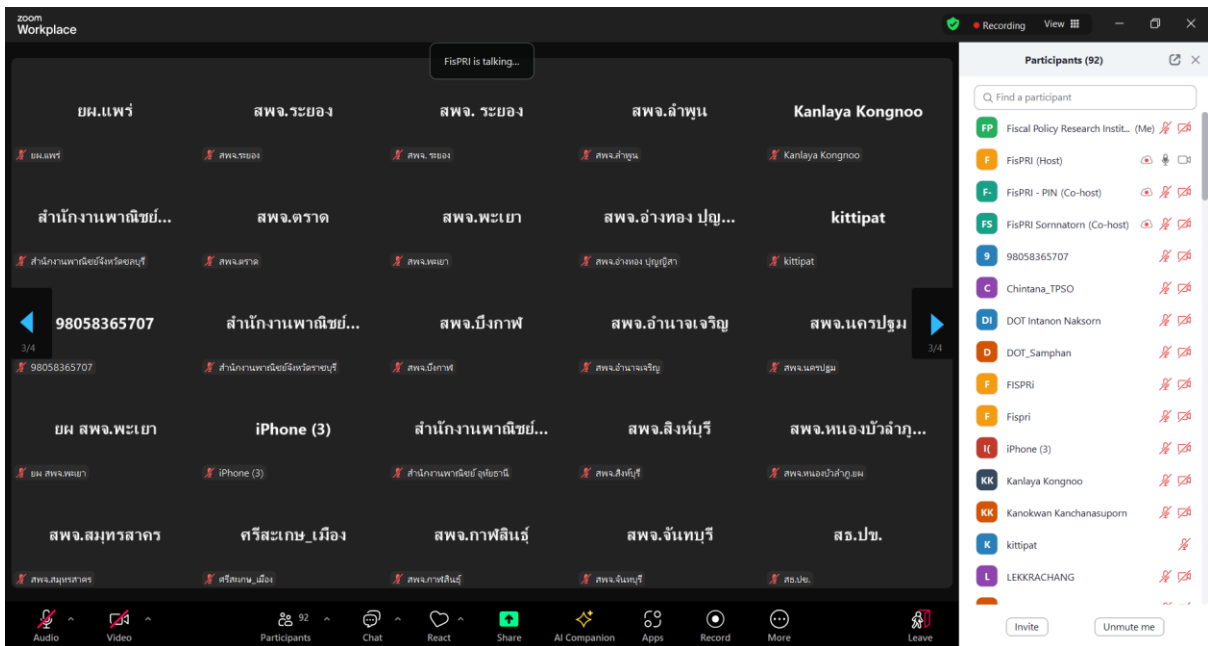 zoom
Workplace
Recording
View
FisPRI is talking...
ยผ.แพร่
สพจ.ระยอง
สพจ. ระยอง
สพจ.ลำพูน
Kanlaya Kongnoo
ยผ.แพร่
สพจ.ระยอง
สพจ. ระยอง
สพจ.ลำพูน
Kanlaya Kongnoo
สำนักงานพาณิชย์...
สพจ.ตราด
สพจ.พะเยา
สพจ.อ่างทอง ปุญ...
kittipat
สำนักงานพาณิชย์จังหวัดชลบุรี
สพจ.ตราด
สพจ.พะเยา
สพจ.อ่างทอง ปุญญิสา
kittipat
98058365707
สำนักงานพาณิชย์...
สพจ.บึงกาฬ
สพจ.อำนาจเจริญ
สพจ.นครปฐม
3/4
3/4
98058365707
สำนักงานพาณิชย์จังหวัดราชบุรี
สพจ.บึงกาฬ
สพจ.อำนาจเจริญ
สพจ.นครปฐม
ยผ สพจ.พะเยา
iPhone (3)
สำนักงานพาณิชย์...
สพจ.สิงห์บุรี
สพจ.หนองบัวลำภู...
ยผ สพจ.พะเยา
iPhone (3)
สำนักงานพาณิชย์ อุทัยธานี
สพจ.สิงห์บุรี
สพจ.หนองบัวลำภู.ยผ
สพจ.สมุทรสาคร
ศรีสะเกษ_เมือง
สพจ.กาฬสินธุ์
สพจ.จันทบุรี
สธ.ปข.
สพจ.สมุทรสาคร
ศรีสะเกษ_เมือง
สพจ.กาฬสินธุ์
สพจ.จันทบุรี
สธ.ปข.
Audio
Video
92
Participants
Chat
React
Share
AI Companion
Apps
Record
More
Leave
Participants (92)
Find a participant
FP Fiscal Policy Research Instit... (Me)
F FisPRI (Host)
F- FisPRI - PIN (Co-host)
FS FisPRI Sornnatorn (Co-host)
9 98058365707
C Chintana_TPSO
DI DOT Intanon Naksorn
D DOT_Samphan
F FISPRi
F Fispri
I( iPhone (3)
KK Kanlaya Kongnoo
KK Kanokwan Kanchanasuporn
K kittipat
L LEKKRACHANG
Invite
Unmute me